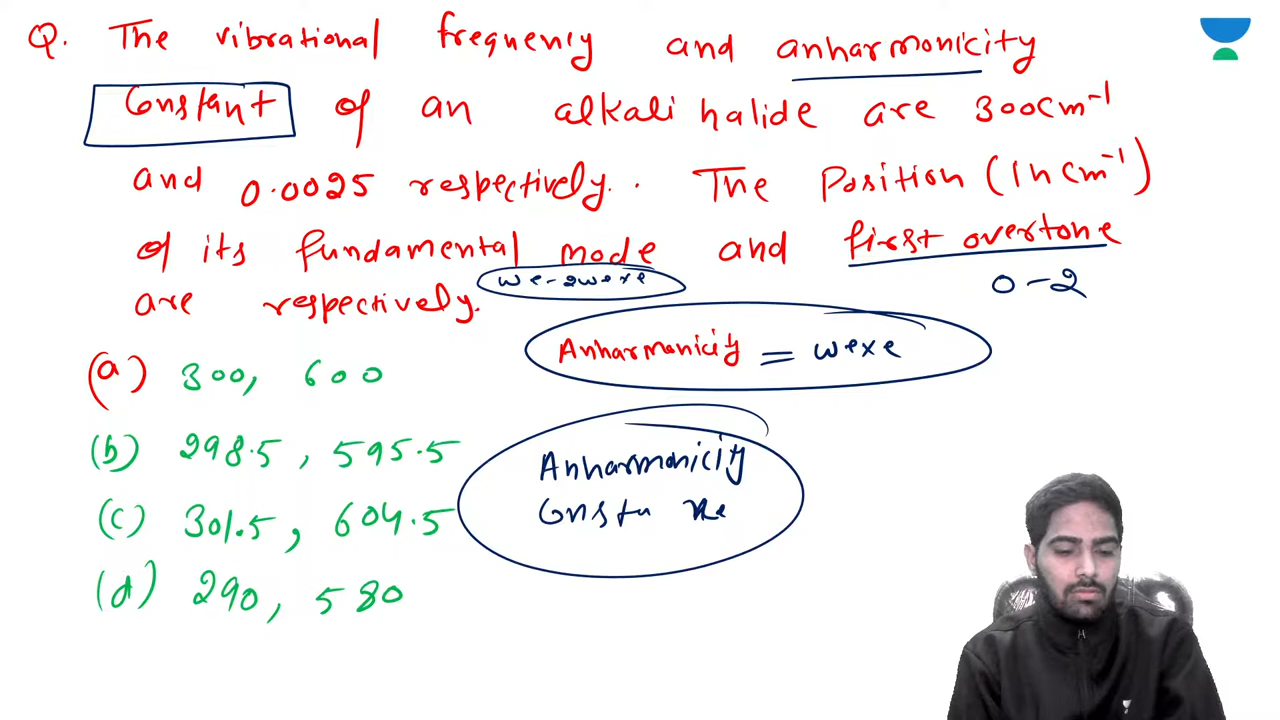 Q. The vibrational frequency and anharmonicity
Constant of an alkali halide are 300cm⁻¹
and 0.0025 respectively. The Position (In cm⁻¹)
of its fundamental mode and first overtone
we-2wexe
0-2
are respectively.
Anharmonicity = wexe
(a) 300, 600
(b) 298.5, 595.5
Anharmonicity
Constn xe
(c) 301.5, 604.5
(d) 290, 580